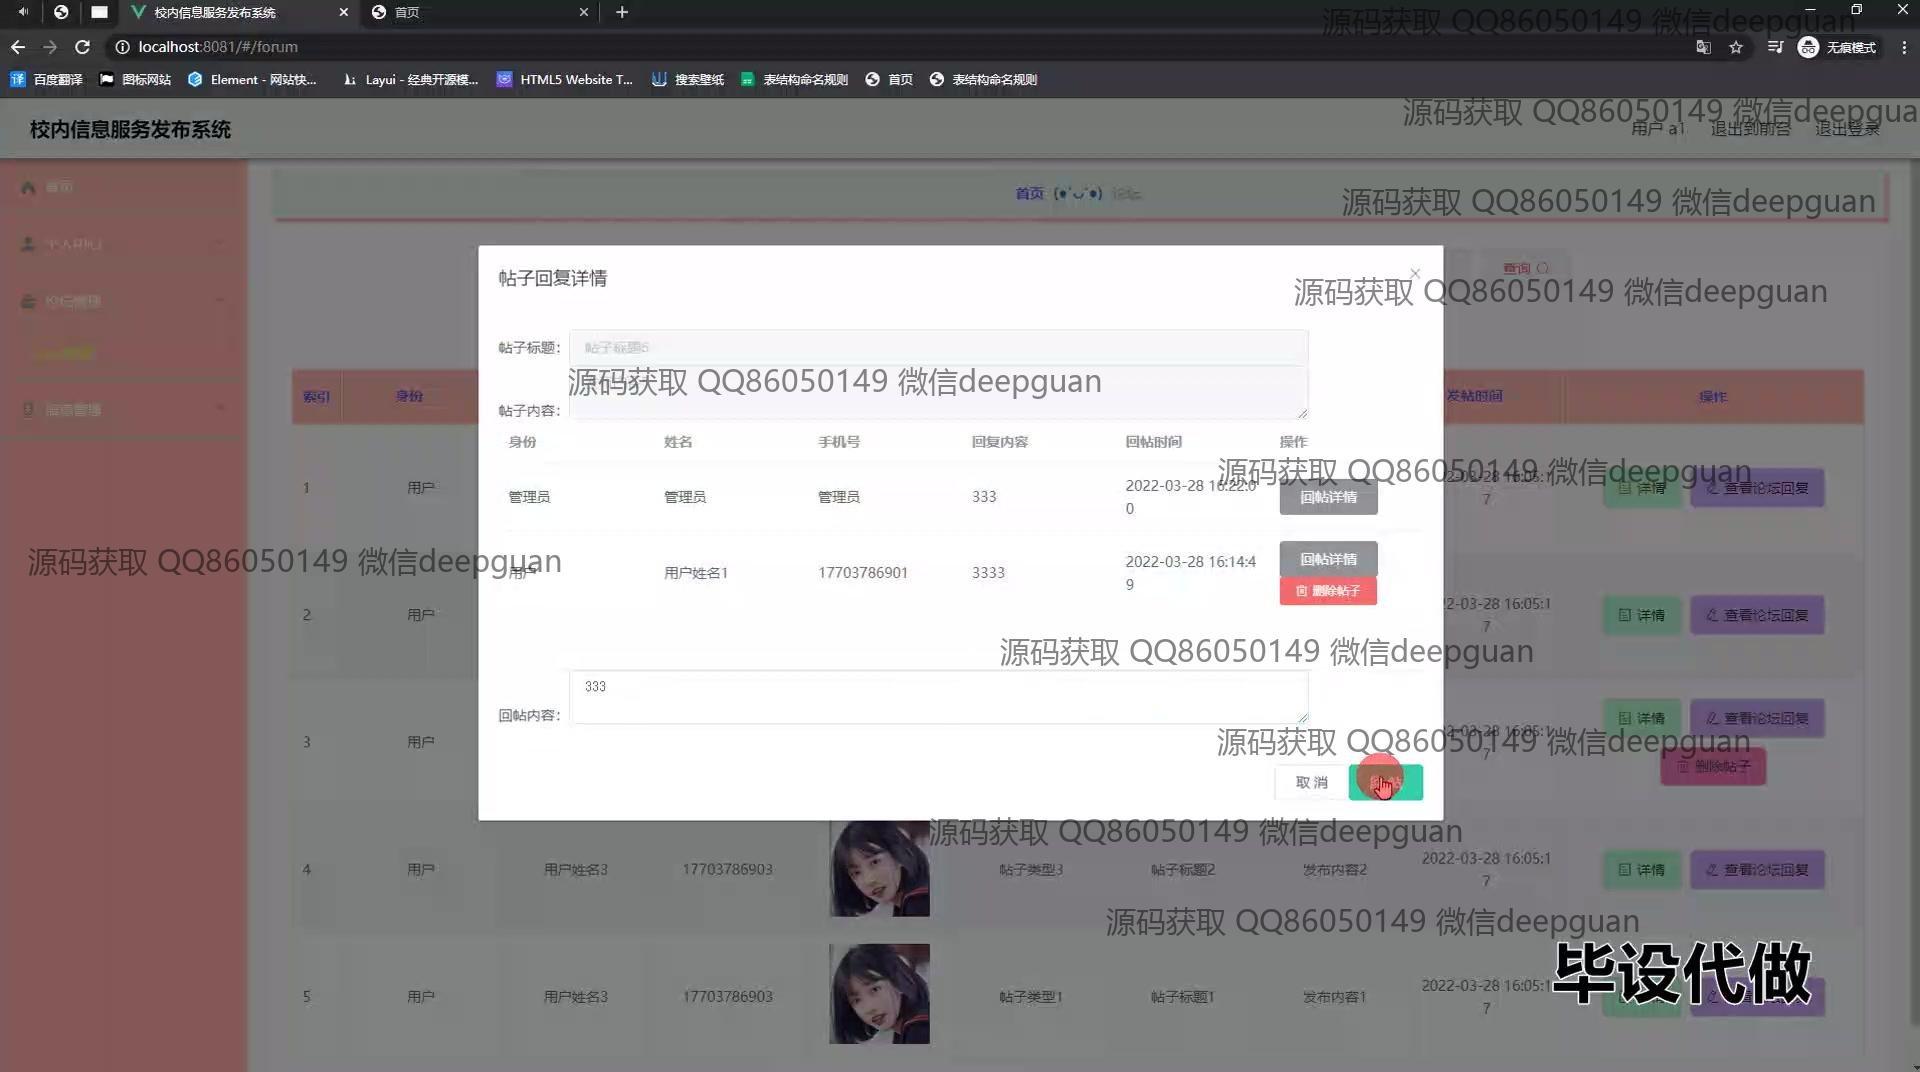 校内信息服务发布系统
首页
localhost:8081/#/forum
无痕模式
百度翻译
图标网站
Element - 网站快...
Layui - 经典开源模...
HTML5 Website T...
搜索壁纸
表结构命名规则
首页
表结构命名规则
源码获取 QQ86050149 微信deepguan
校内信息服务发布系统
用户 a1 退出到前台 退出登录
源码获取 QQ86050149 微信deepgua
首页
个人中心
论坛管理
信息管理
首页 (●'◡'●) 论坛
源码获取 QQ86050149 微信deepguan
查询
源码获取 QQ86050149 微信deepguan
帖子回复详情
帖子标题: 帖子标题5
源码获取 QQ86050149 微信deepguan
帖子内容:
身份 姓名 手机号 回复内容 回帖时间 操作
管理员 管理员 管理员 333 2022-03-28 16:22:00 回帖详情
源码获取 QQ86050149 微信deepguan
用户 用户姓名1 17703786901 3333 2022-03-28 16:14:49 回帖详情
删除帖子
源码获取 QQ86050149 微信deepguan
源码获取 QQ86050149 微信deepguan
回帖内容: 333
源码获取 QQ86050149 微信deepguan
取 消
索引 身份 发帖时间 操作
1 用户 2-03-28 16:05:17 详情 查看论坛回复
2 用户 2-03-28 16:05:17 详情 查看论坛回复
3 用户 2-03-28 16:05:17 详情 查看论坛回复
删除帖子
源码获取 QQ86050149 微信deepguan
4 用户 用户姓名3 17703786903 帖子类型3 帖子标题2 发布内容2 2022-03-28 16:05:17 详情 查看论坛回复
源码获取 QQ86050149 微信deepguan
5 用户 用户姓名3 17703786903 帖子类型1 帖子标题1 发布内容1 2022-03-28 16:05:17
毕设代做